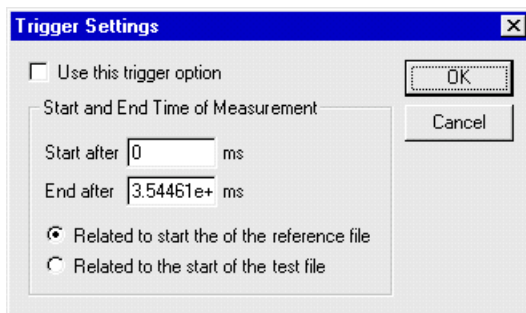 Trigger Settings
Use this trigger option
OK
Start and End Time of Measurement
Cancel
Start after 0 ms
End after 3.54461e+ ms
Related to start the of the reference file
Related to the start of the test file